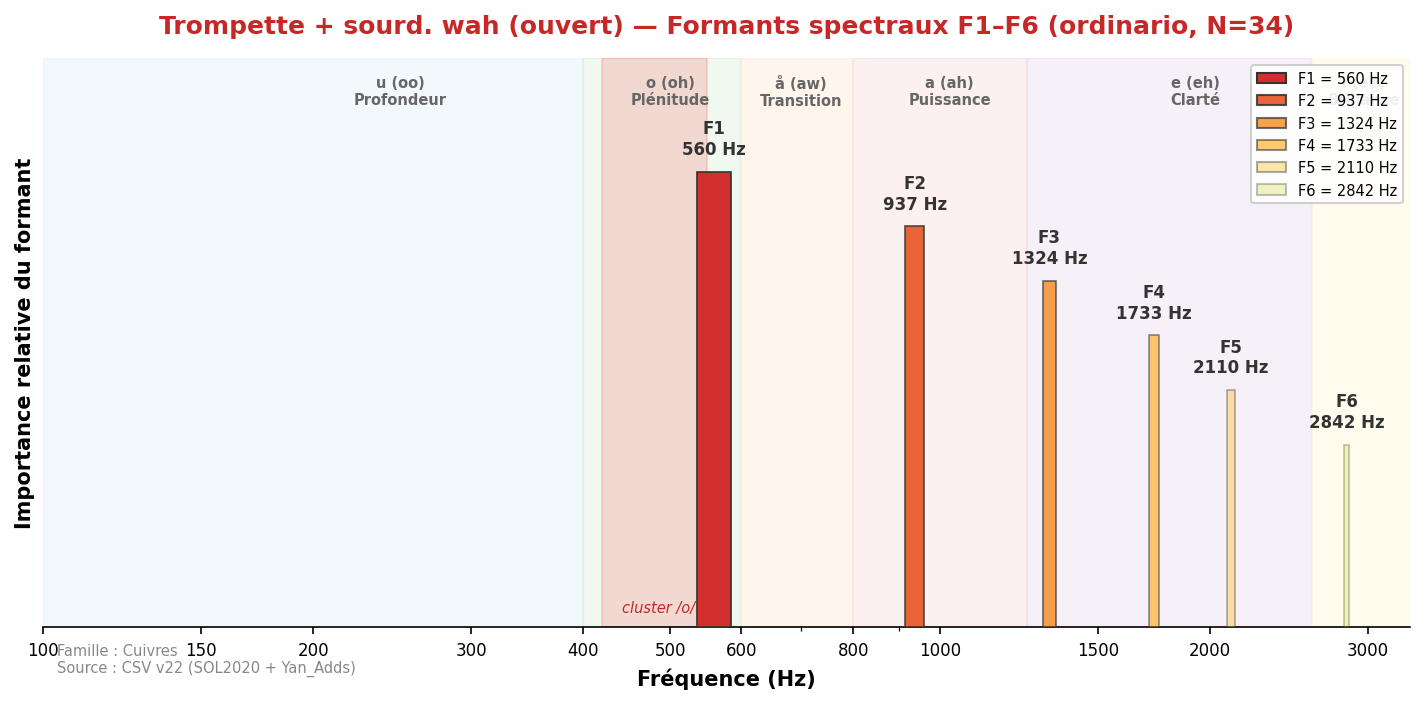 Trompette + sourd. wah (ouvert) — Formants spectraux F1–F6 (ordinario, N=34)
u (oo)
Profondeur
o (oh)
Plénitude
å (aw)
Transition
a (ah)
Puissance
e (eh)
Clarté
F1 = 560 Hz
F2 = 937 Hz
F3 = 1324 Hz
F4 = 1733 Hz
F5 = 2110 Hz
F6 = 2842 Hz
F1
560 Hz
F2
937 Hz
F3
1324 Hz
F4
1733 Hz
F5
2110 Hz
F6
2842 Hz
Importance relative du formant
cluster /o/
100 150 200 300 400 500 600 800 1000 1500 2000 3000
Famille : Cuivres
Source : CSV v22 (SOL2020 + Yan_Adds)
Fréquence (Hz)